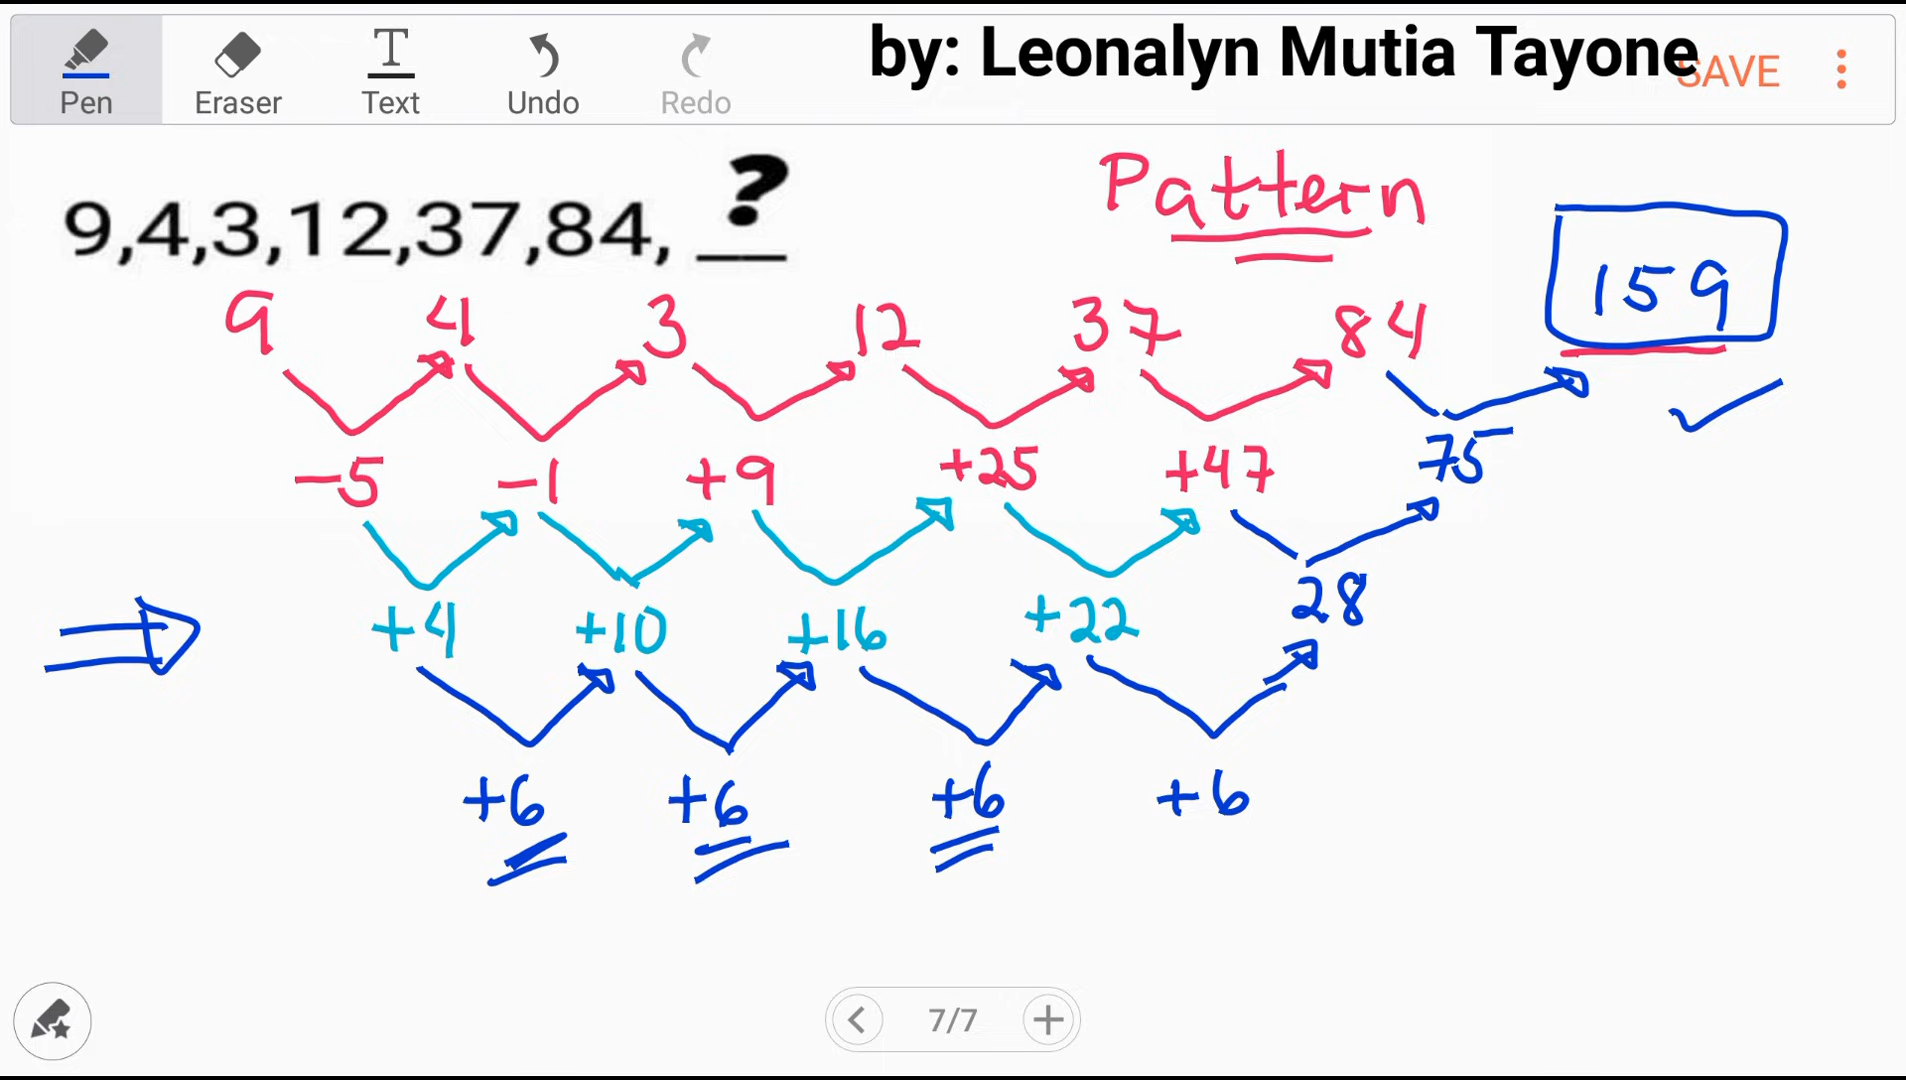 by: Leonalyn Mutia Tayone
SAVE
Pen Eraser Text Undo Redo
9,4,3,12,37,84, __ ?
Pattern
159
9 4 3 12 37 84
-5 -1 +9 +25 +47 75
+4 +10 +16 +22 28
+6 +6 +6 +6
7/7